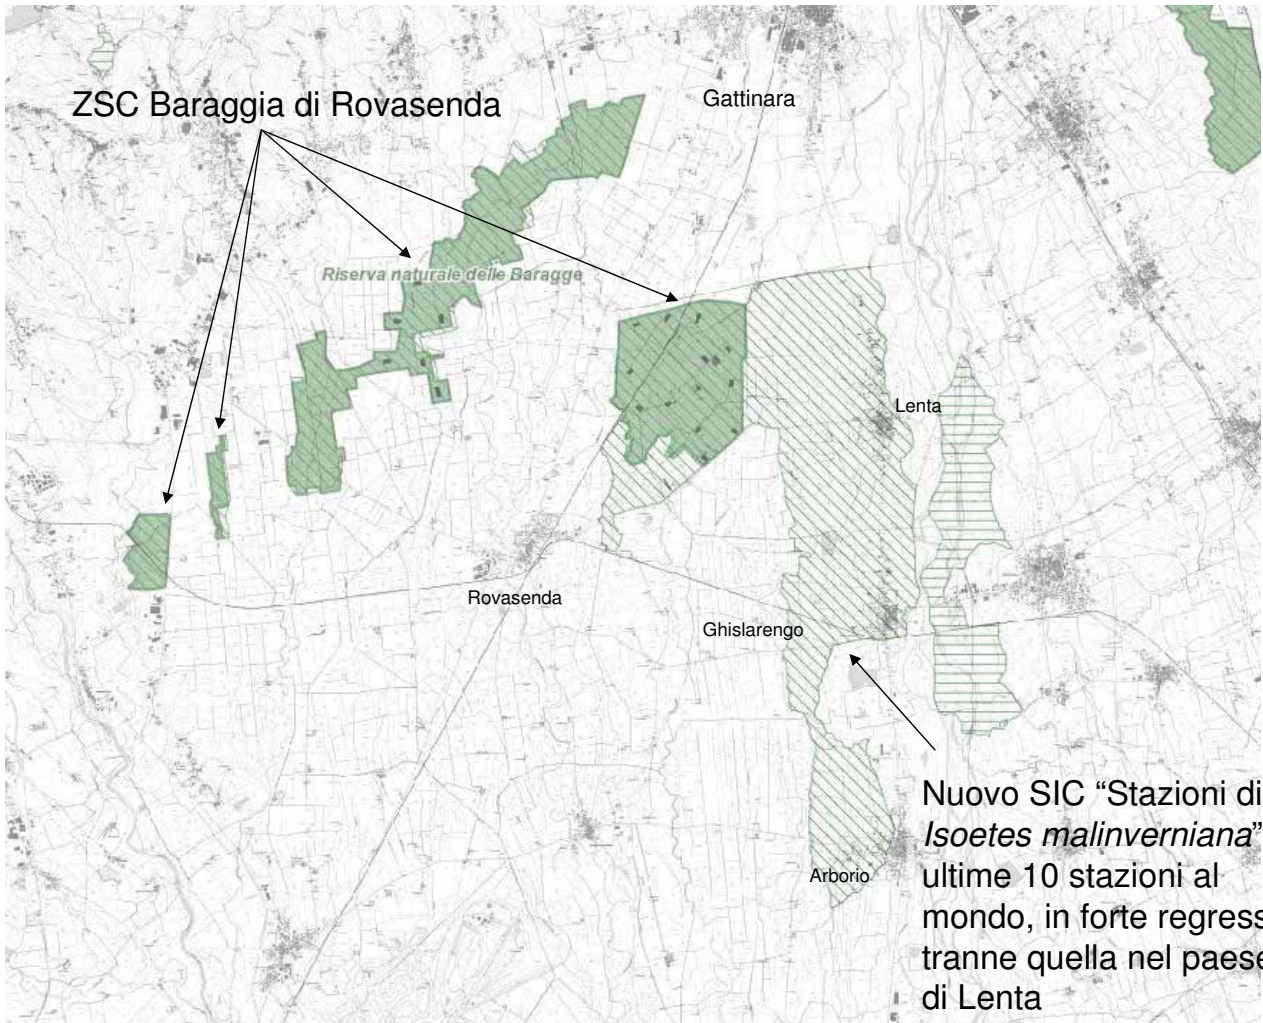 ZSC Baraggia di Rovasenda
Gattinara
Riserva naturale delle Baragge
Lenta
Rovasenda
Ghislarengo
Nuovo SIC “Stazioni di
Isoetes malinverniana”
ultime 10 stazioni al
mondo, in forte regress
tranne quella nel paese
di Lenta
Arborio